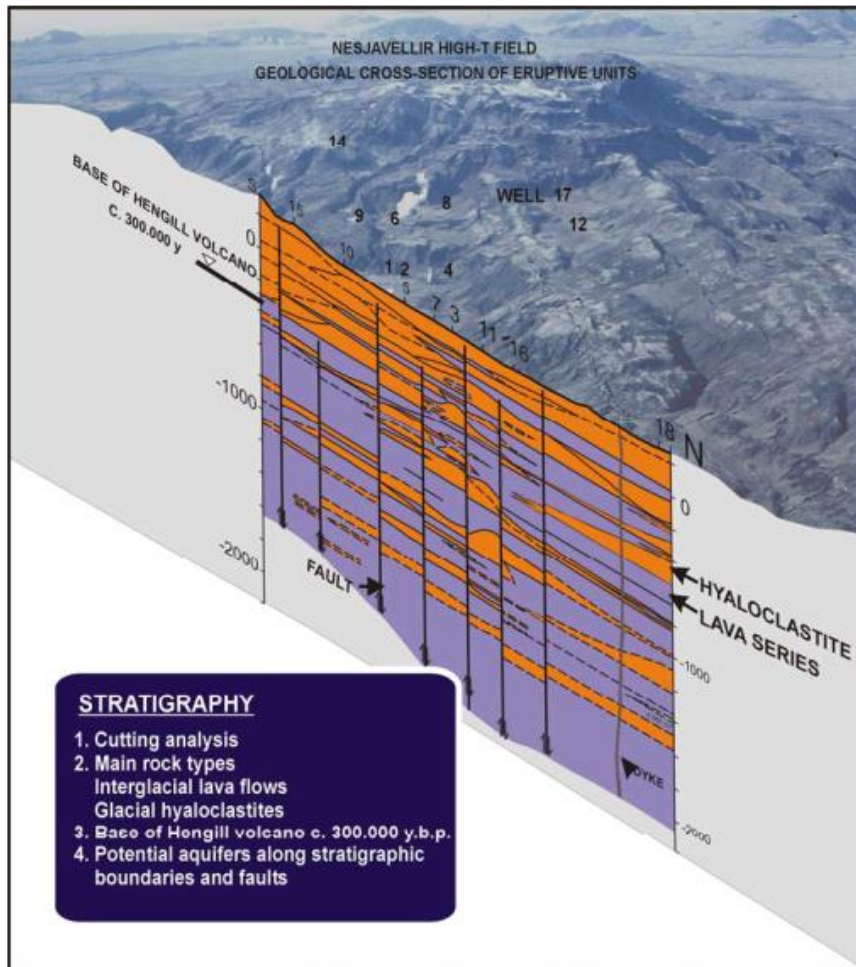 NESJAVELLIR HIGH-T FIELD
GEOLOGICAL CROSS-SECTION OF ERUPTIVE UNITS
14
WELL 17
8
9
6
12
BASE OF HENGILL VOLCANO
C. 300.000 y
S
15
0
10
1
2
4
7
3
11
16
18
N
0
-1000
-2000
FAULT
HYALOCLASTITE
LAVA SERIES
-1000
DYKE
-2000
STRATIGRAPHY
1. Cutting analysis
2. Main rock types
Interglacial lava flows
Glacial hyaloclastites
3. Base of Hengill volcano c. 300.000 y.b.p.
4. Potential aquifers along stratigraphic
boundaries and faults